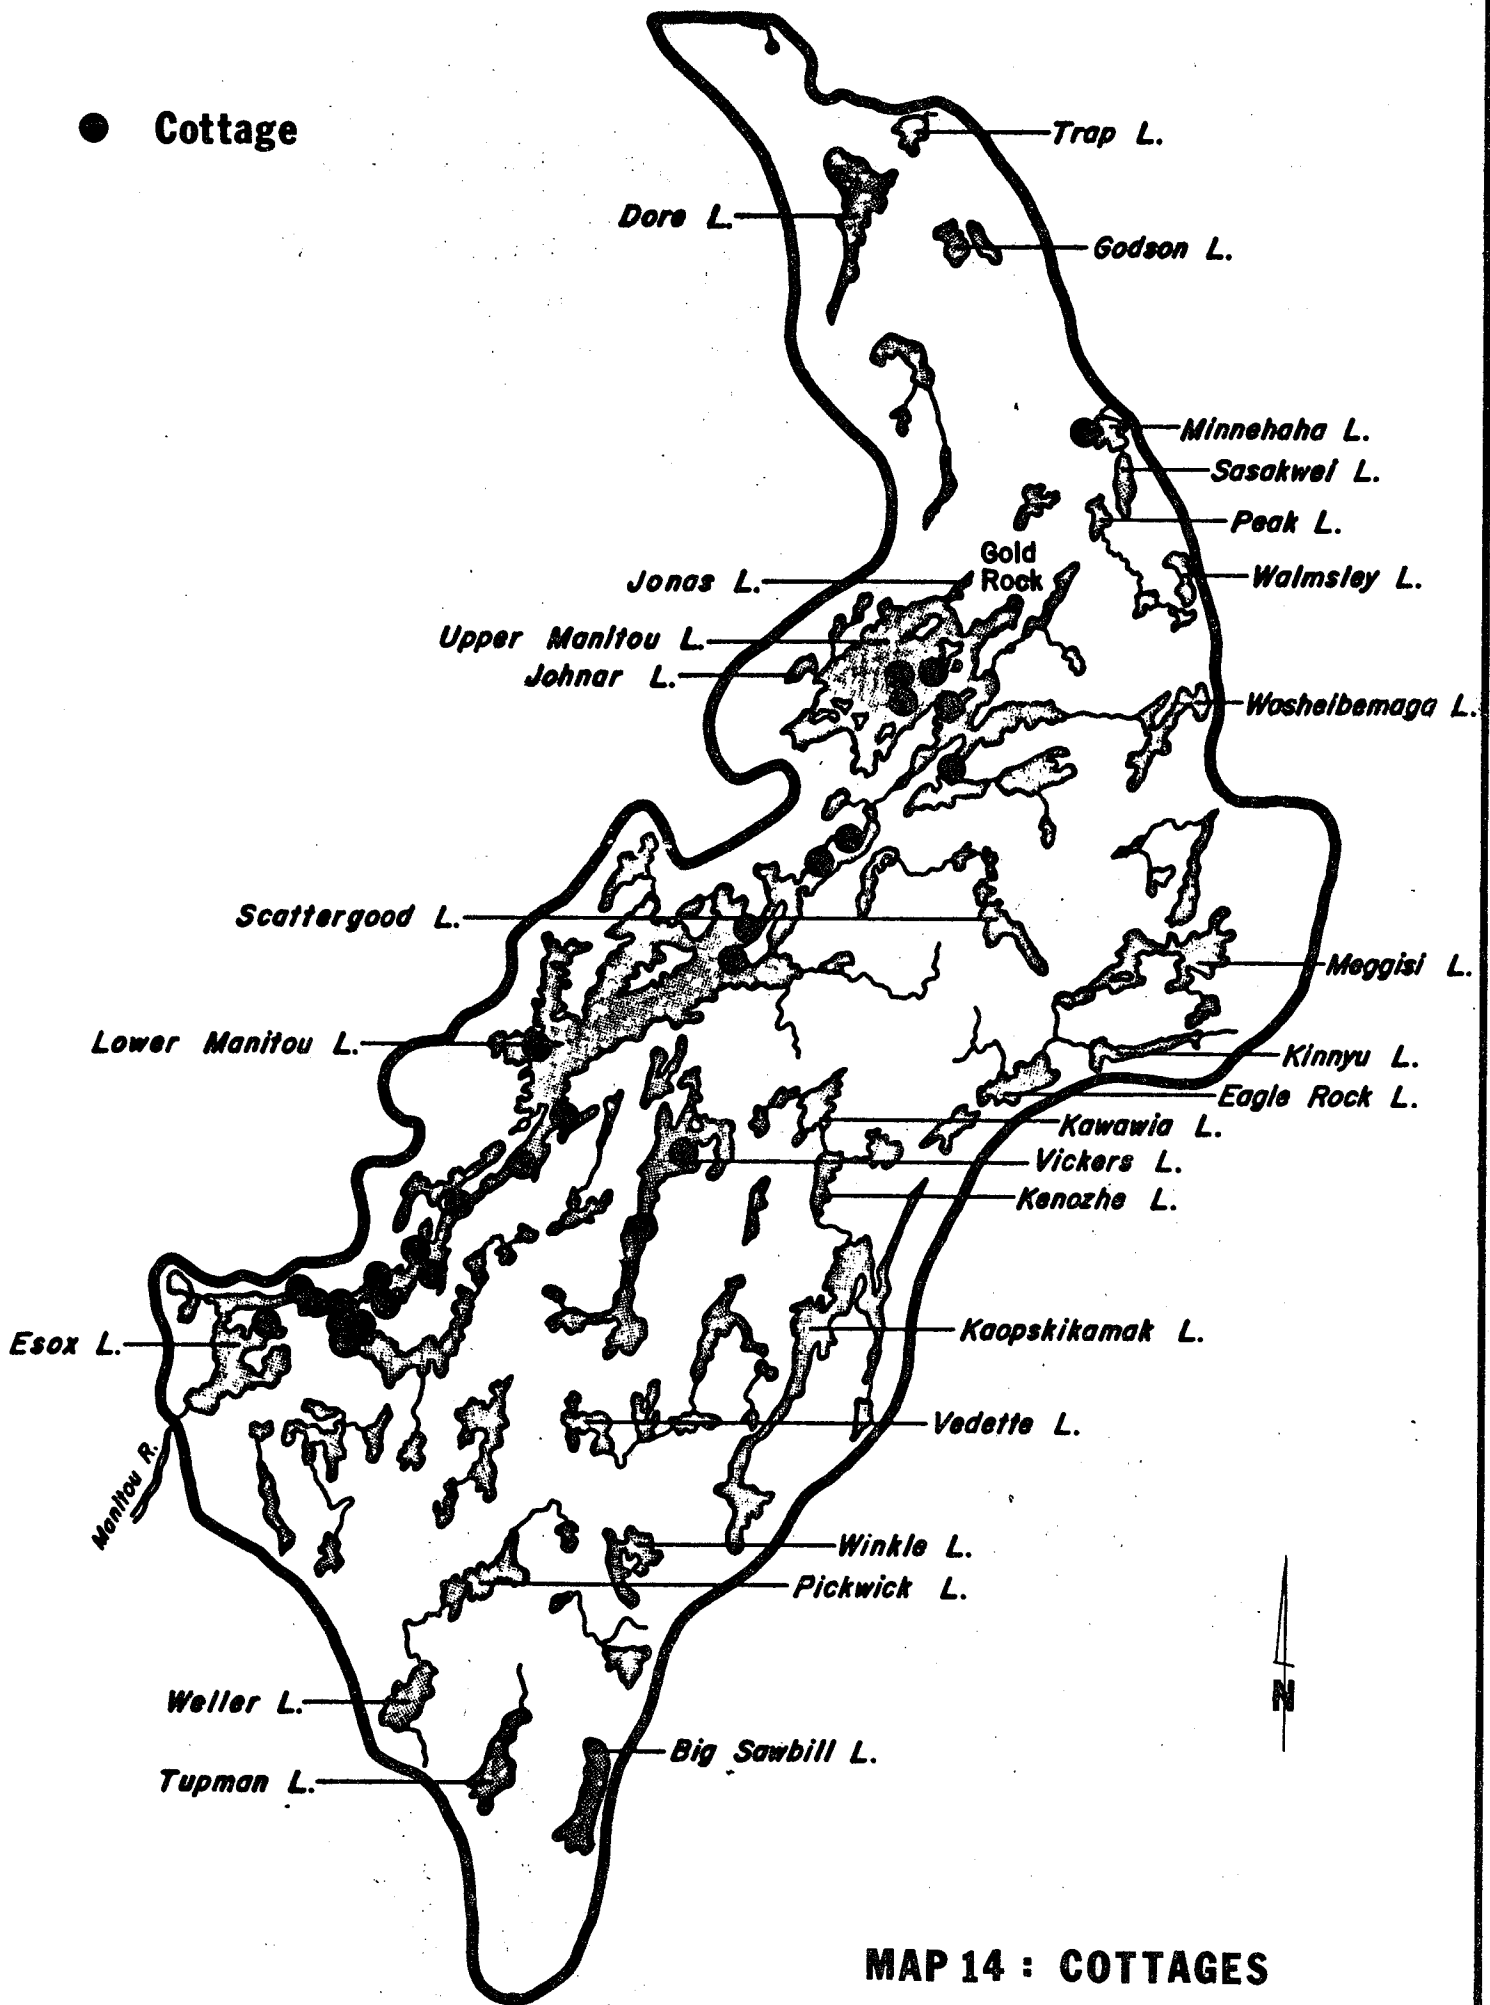 Cottage
Trap L.
Dore L.
Godson L.
Minnehaha L.
Sasakwei L.
Peak L.
Gold
Rock
Jonas L.
Walmsley L.
Upper Manitou L.
Johnar L.
Washeibemaga L.
Scattergood L.
Meggisi L.
Lower Manitou L.
Kinnyu L.
Eagle Rock L.
Kawawia L.
Vickers L.
Kenozhe L.
Esox L.
Kaopskikamak L.
Vedette L.
Manitou R.
Winkle L.
Pickwick L.
Weller L.
Big Sawbill L.
Tupman L.
N
MAP 14 : COTTAGES